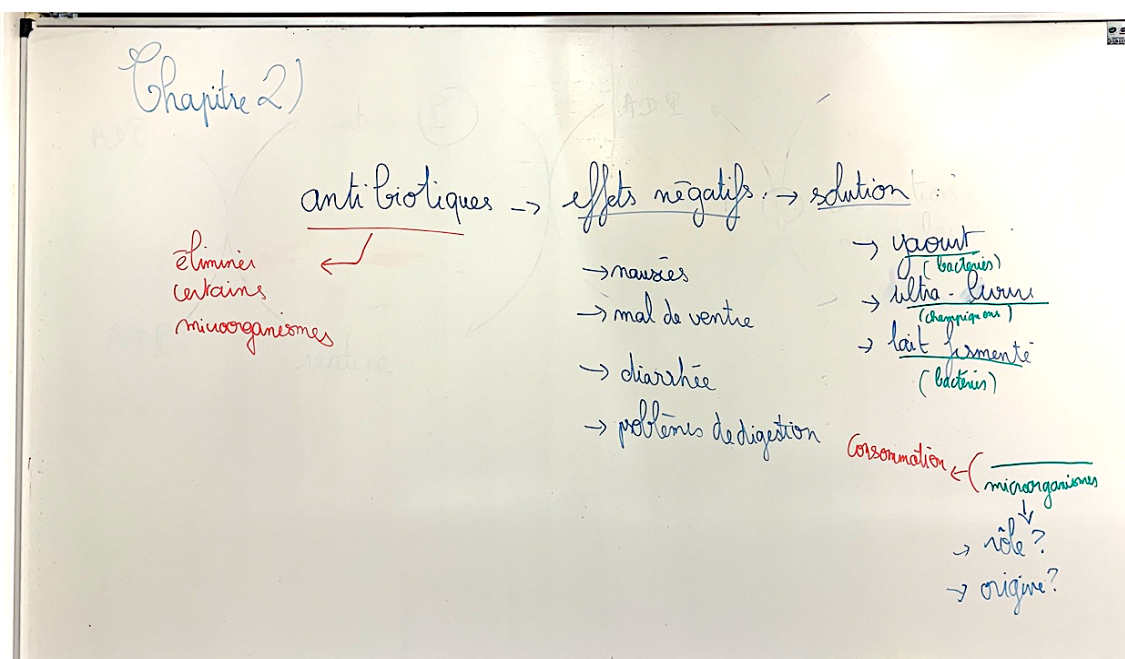 Chapitre 2)
antibiotiques → effets négatifs : → solution :
éliminer
certains
microorganismes
→ nausées
→ mal de ventre
→ diarrhée
→ problèmes de digestion
→ yaourt
(bactéries)
→ ultra-levure
(champignons)
→ lait fermenté
(bactéries)
Consommation ← (
microorganismes
→ rôle ?
→ origine ?